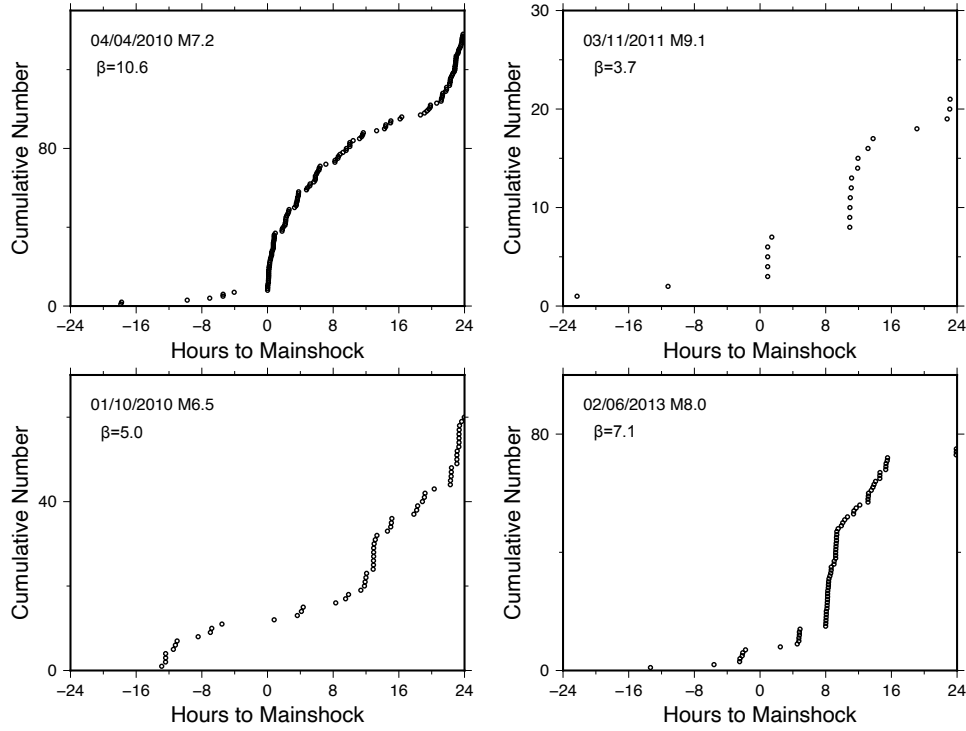 04/04/2010 M7.2
β=10.6
80
0
Cumulative Number
−24 −16 −8 0 8 16 24
Hours to Mainshock
03/11/2011 M9.1
β=3.7
30
20
10
0
Cumulative Number
−24 −16 −8 0 8 16 24
Hours to Mainshock
01/10/2010 M6.5
β=5.0
40
0
Cumulative Number
−24 −16 −8 0 8 16 24
Hours to Mainshock
02/06/2013 M8.0
β=7.1
80
0
Cumulative Number
−24 −16 −8 0 8 16 24
Hours to Mainshock